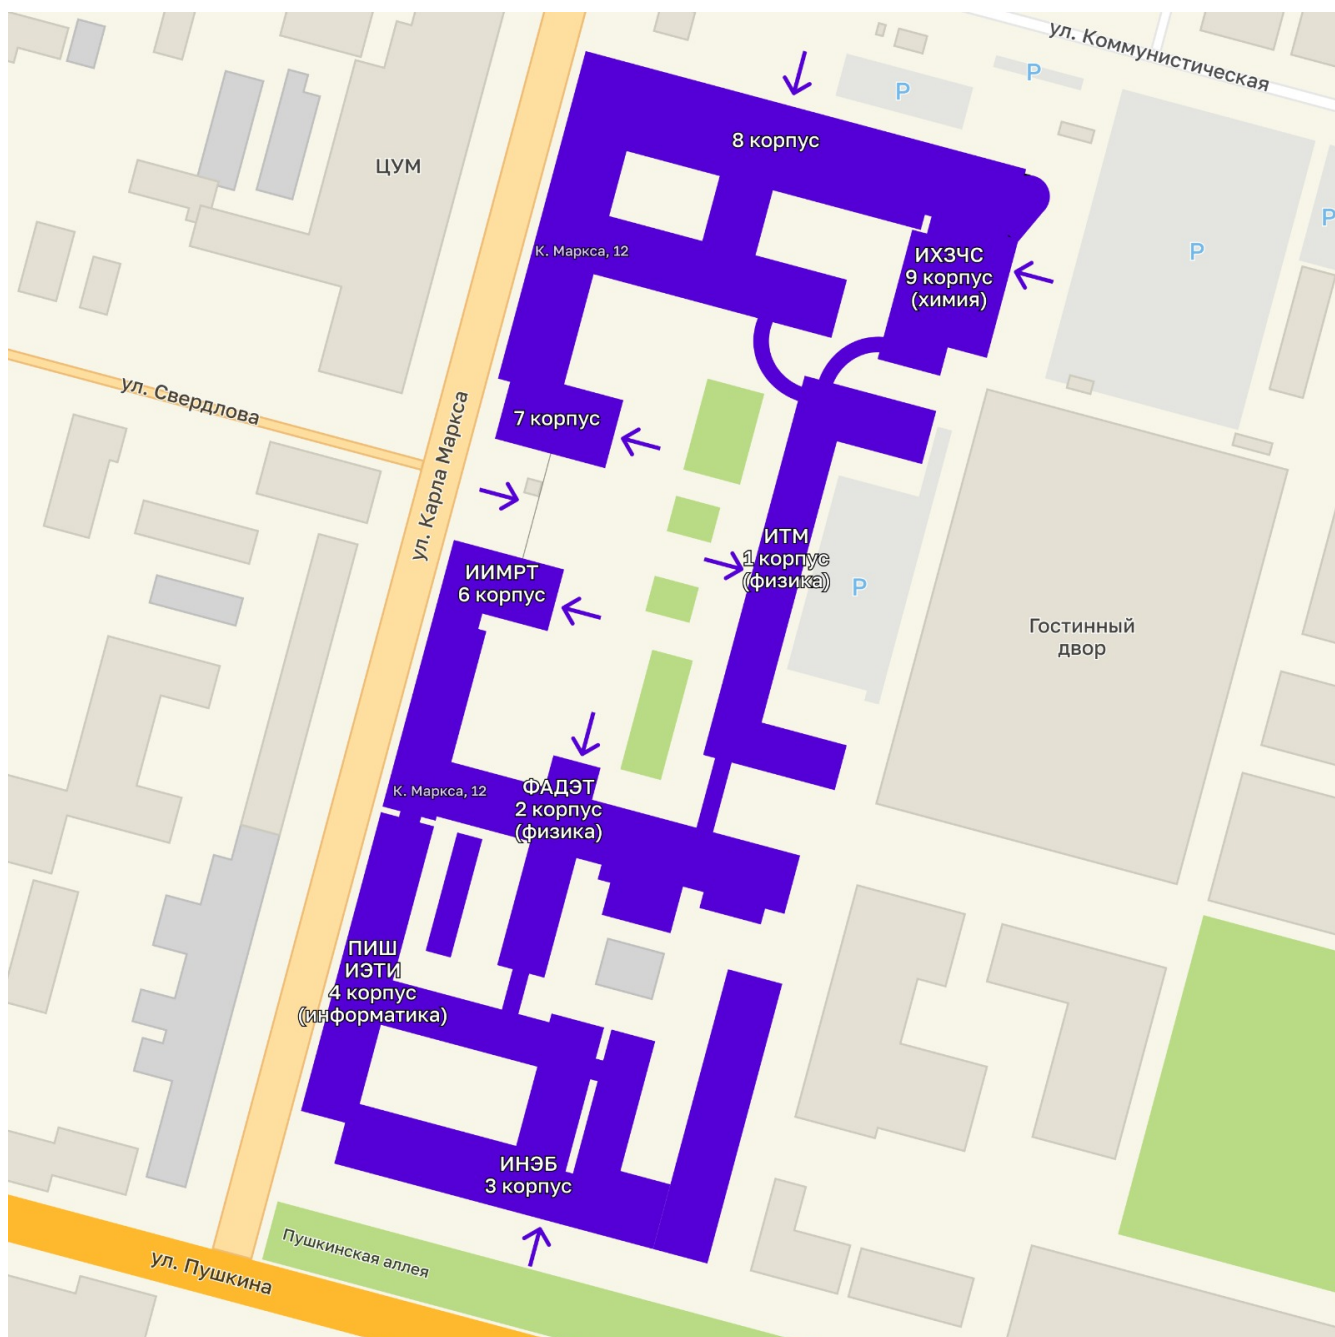 ул. Коммунистическая
P
P
8 корпус
ЦУМ
P
К. Маркса, 12
ИХЗЧС
9 корпус
(химия)
P
ул. Свердлова
7 корпус
ул. Карла Маркса
ИТМ
1 корпус
(физика)
ИИМРТ
6 корпус
P
Гостинный
двор
ФАДЭТ
2 корпус
(физика)
К. Маркса, 12
ПИШ
ИЭТИ
4 корпус
(информатика)
ИНЭБ
3 корпус
Пушкинская аллея
ул. Пушкина